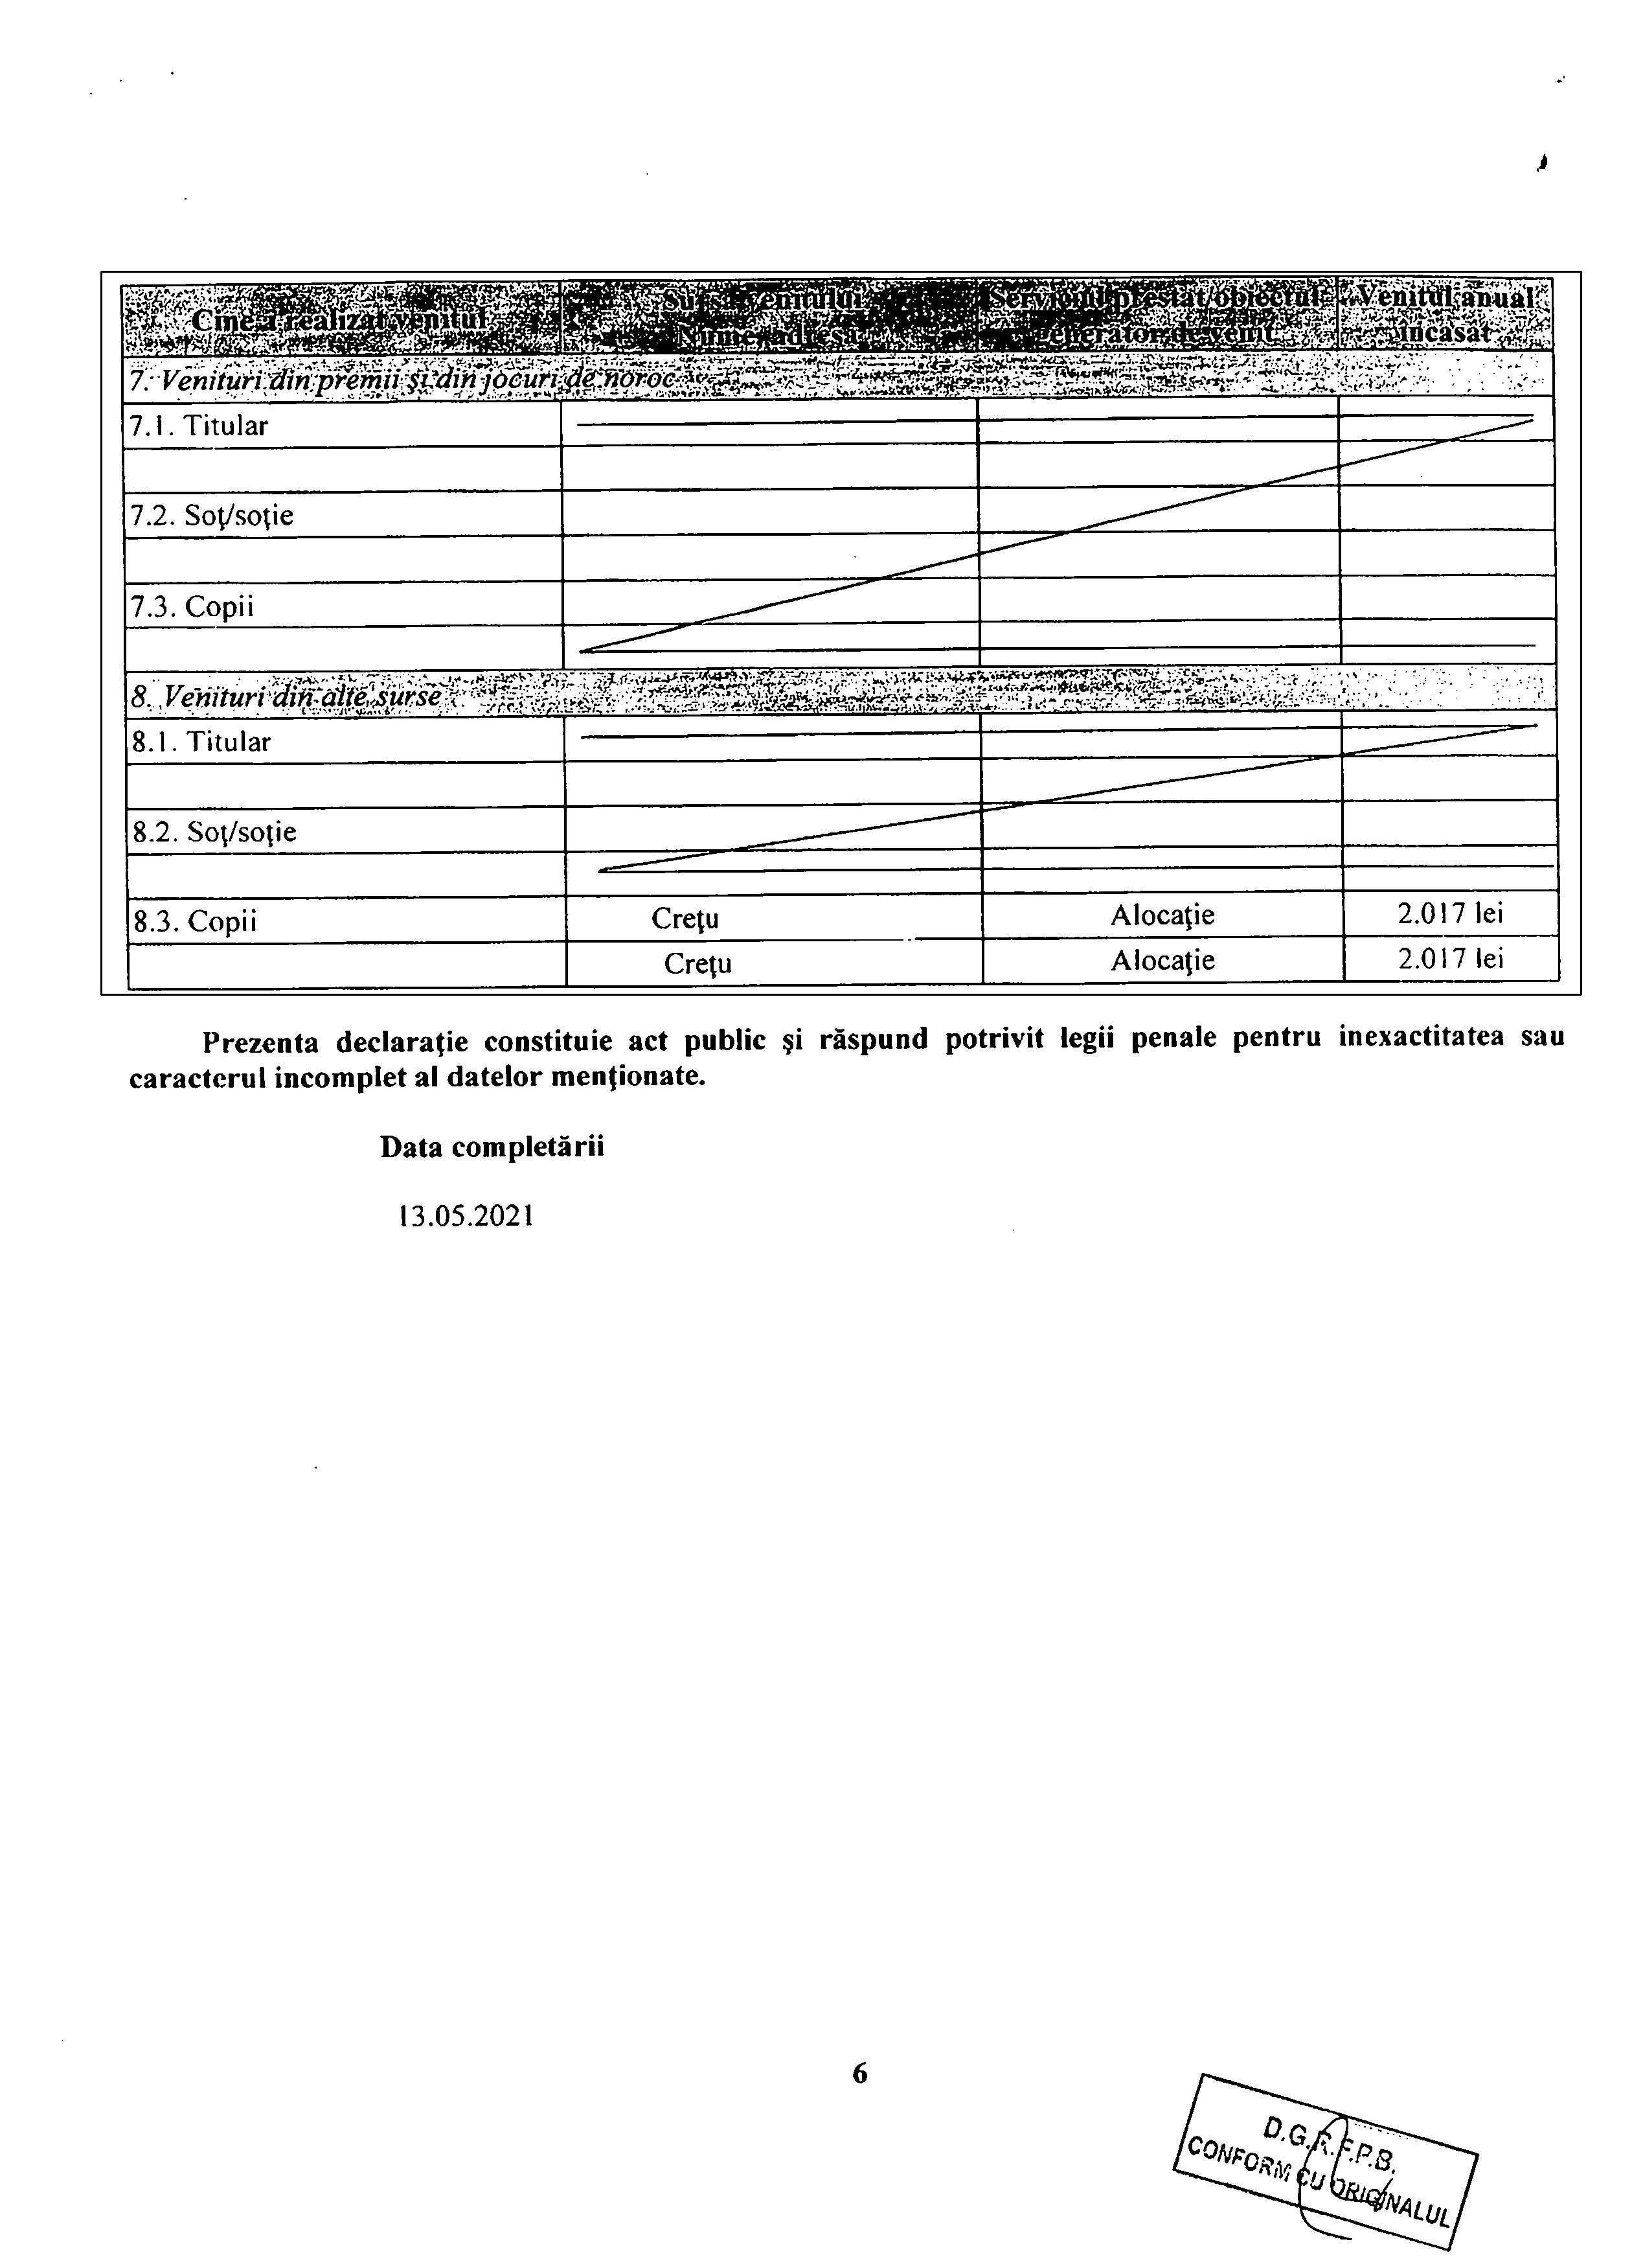 Cine a realizat venitul
Sursa venitului
Nume, adresa
Serviciul prestat/obiectul
generator de venit
Venitul anual
încasat
7. Venituri din premii şi din jocuri de noroc
7.1. Titular
7.2. Soţ/soţie
7.3. Copii
8. Venituri din alte surse
8.1. Titular
8.2. Soţ/soţie
8.3. Copii Creţu Alocaţie 2.017 lei
Creţu Alocaţie 2.017 lei
Prezenta declaraţie constituie act public şi răspund potrivit legii penale pentru inexactitatea sau
caracterul incomplet al datelor menţionate.
Data completării
13.05.2021
6
D.G.R.F.P.B.
CONFORM CU ORIGINALUL